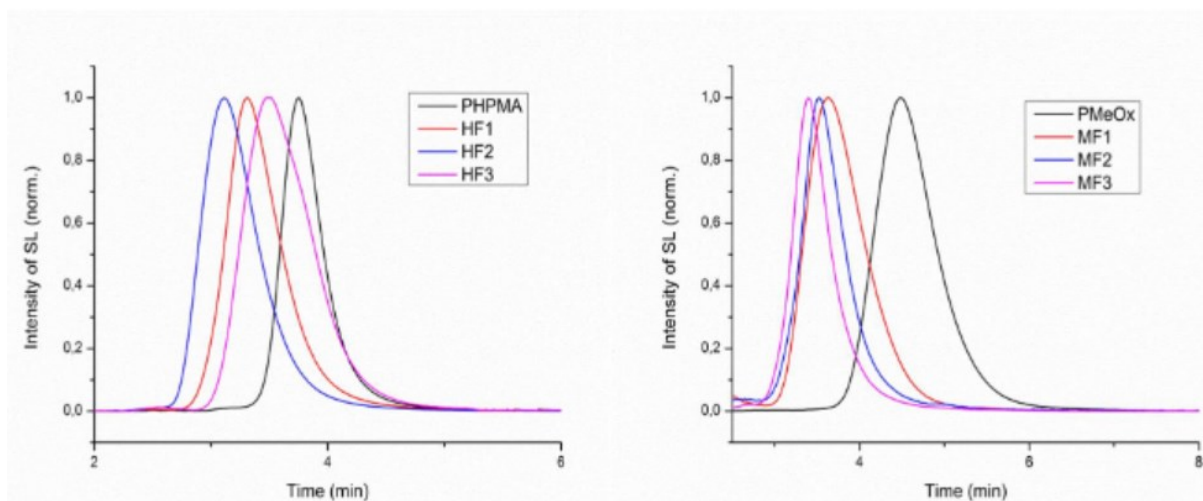 Intensity of SL (norm.)
1,0
0,8
0,6
0,4
0,2
0,0
2
4
6
Time (min)
PHPMA
HF1
HF2
HF3
Intensity of SL (norm.)
1,0
0,8
0,6
0,4
0,2
0,0
4
6
8
Time (min)
PMeOx
MF1
MF2
MF3